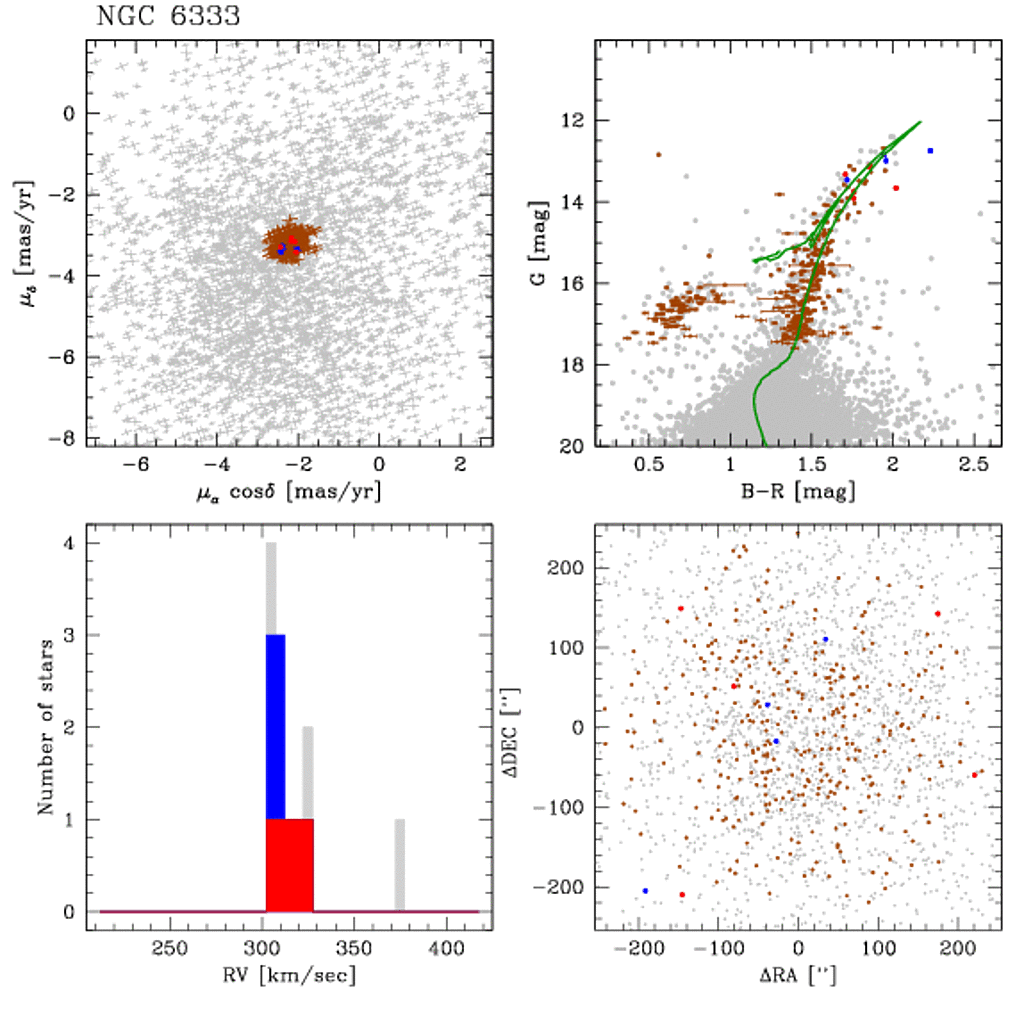 NGC 6333
0
−2
−4
−6
−8
μδ [mas/yr]
−6 −4 −2 0 2
μα cosδ [mas/yr]
12
14
16
18
20
G [mag]
0.5 1 1.5 2 2.5
B−R [mag]
4
3
2
1
0
Number of stars
250 300 350 400
RV [km/sec]
200
100
0
−100
−200
ΔDEC ["]
−200 −100 0 100 200
ΔRA ["]